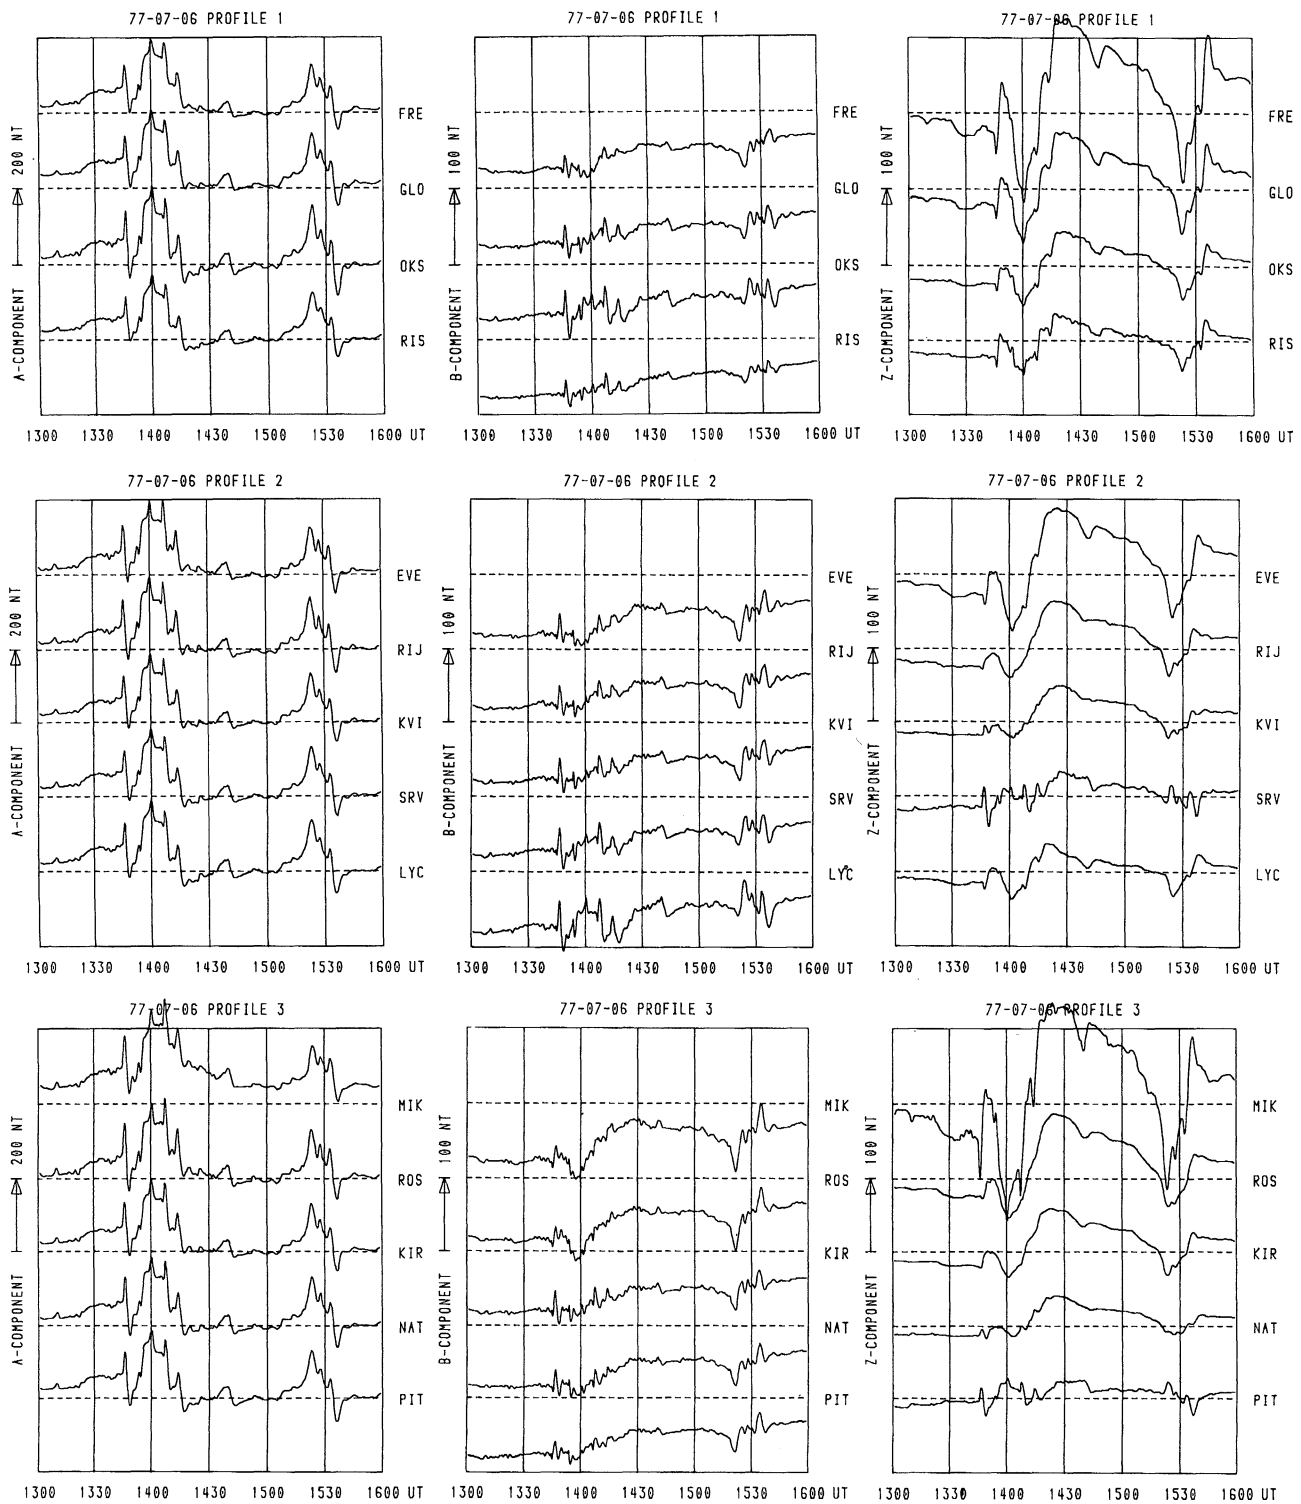 77-07-06 PROFILE 1
A-COMPONENT
200 NT
FRE
GLO
OKS
RIS
1300 1330 1400 1430 1500 1530 1600 UT
77-07-06 PROFILE 1
B-COMPONENT
100 NT
FRE
GLO
OKS
RIS
1300 1330 1400 1430 1500 1530 1600 UT
77-07-06 PROFILE 1
Z-COMPONENT
100 NT
FRE
GLO
OKS
RIS
1300 1330 1400 1430 1500 1530 1600 UT
77-07-06 PROFILE 2
A-COMPONENT
200 NT
EVE
RIJ
KVI
SRV
LYC
1300 1330 1400 1430 1500 1530 1600 UT
77-07-06 PROFILE 2
B-COMPONENT
100 NT
EVE
RIJ
KVI
SRV
LYC
1300 1330 1400 1430 1500 1530 1600 UT
77-07-06 PROFILE 2
Z-COMPONENT
100 NT
EVE
RIJ
KVI
SRV
LYC
1300 1330 1400 1430 1500 1530 1600 UT
77-07-06 PROFILE 3
A-COMPONENT
200 NT
MIK
ROS
KIR
NAT
PIT
1300 1330 1400 1430 1500 1530 1600 UT
77-07-06 PROFILE 3
B-COMPONENT
100 NT
MIK
ROS
KIR
NAT
PIT
1300 1330 1400 1430 1500 1530 1600 UT
77-07-06 PROFILE 3
Z-COMPONENT
100 NT
MIK
ROS
KIR
NAT
PIT
1300 1330 1400 1430 1500 1530 1600 UT